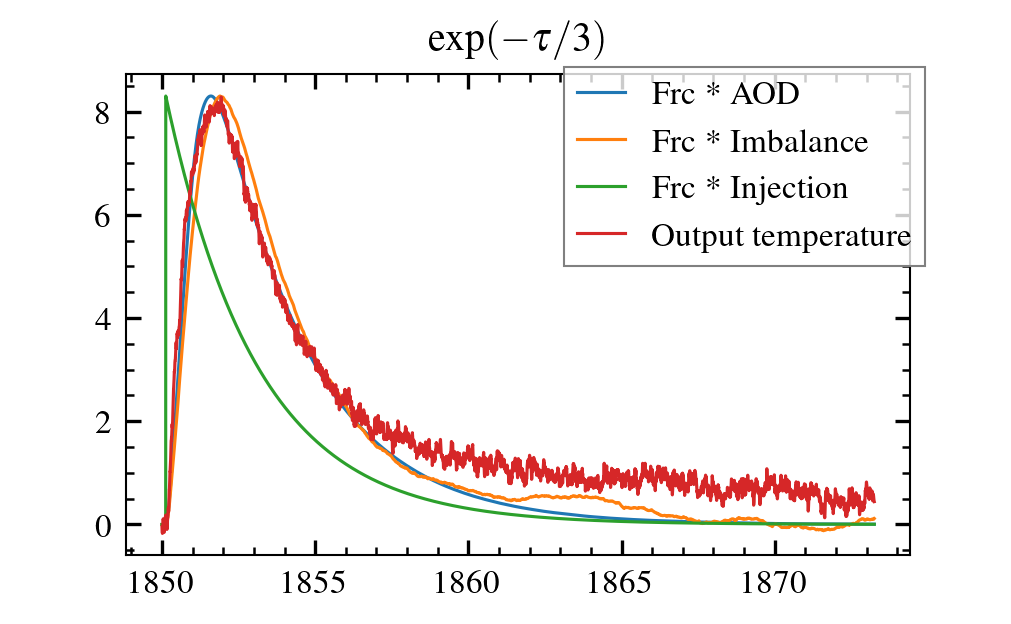 exp(−τ/3)
Frc * AOD
Frc * Imbalance
Frc * Injection
Output temperature
8
6
4
2
0
1850 1855 1860 1865 1870